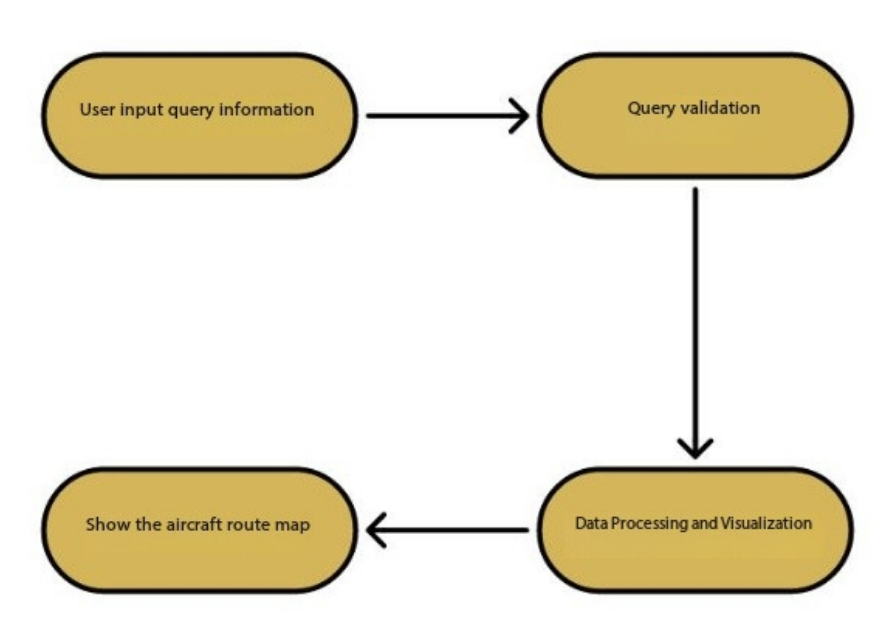 User input query information
Query validation
Data Processing and Visualization
Show the aircraft route map